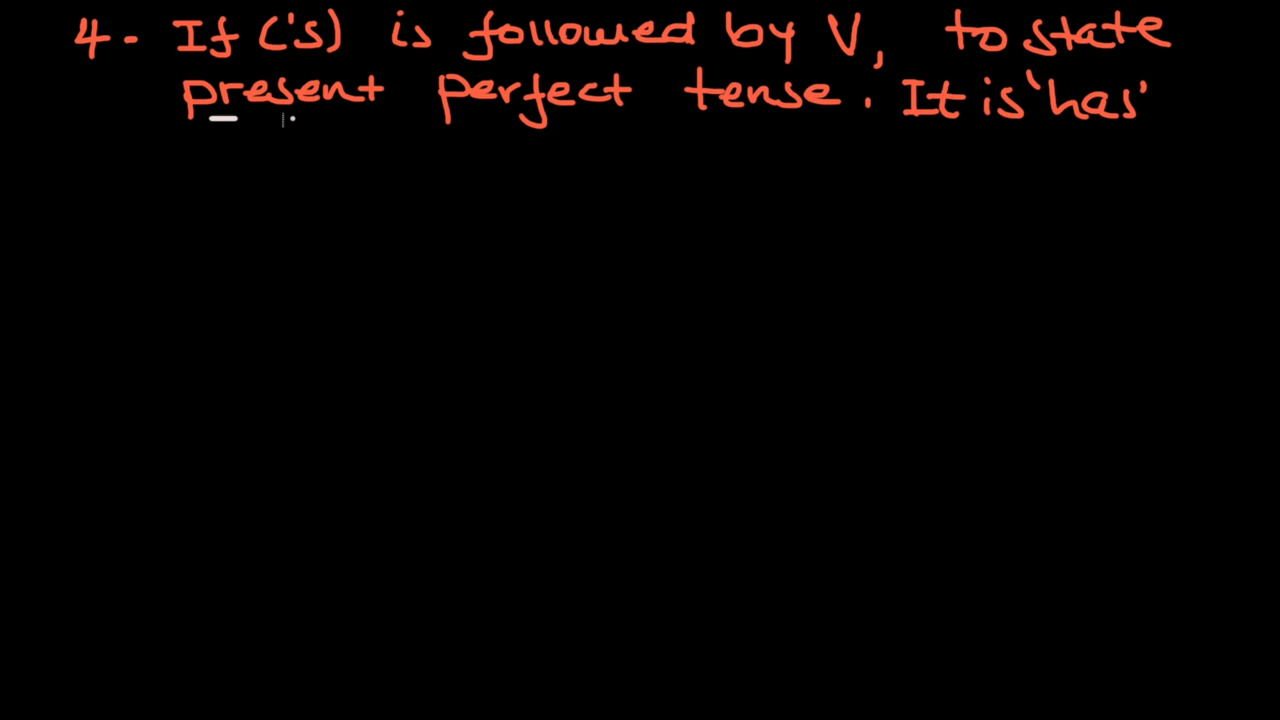 4- If ('s) is followed by V, to state
present perfect tense. It is 'has'